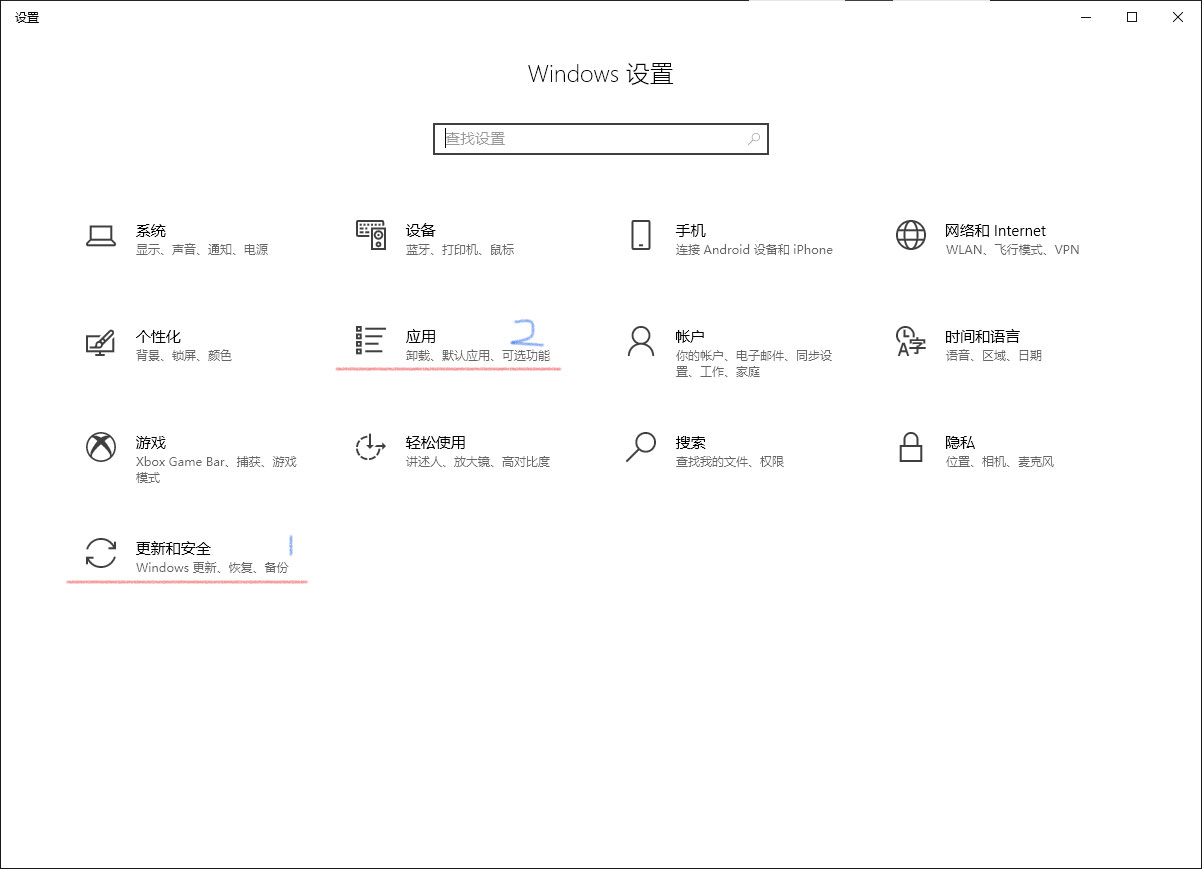 设置
Windows 设置
查找设置
系统
显示、声音、通知、电源
设备
蓝牙、打印机、鼠标
手机
连接 Android 设备和 iPhone
网络和 Internet
WLAN、飞行模式、VPN
个性化
背景、锁屏、颜色
应用 2
卸载、默认应用、可选功能
帐户
你的帐户、电子邮件、同步设
置、工作、家庭
时间和语言
语音、区域、日期
游戏
Xbox Game Bar、捕获、游戏
模式
轻松使用
讲述人、放大镜、高对比度
搜索
查找我的文件、权限
隐私
位置、相机、麦克风
更新和安全 1
Windows 更新、恢复、备份